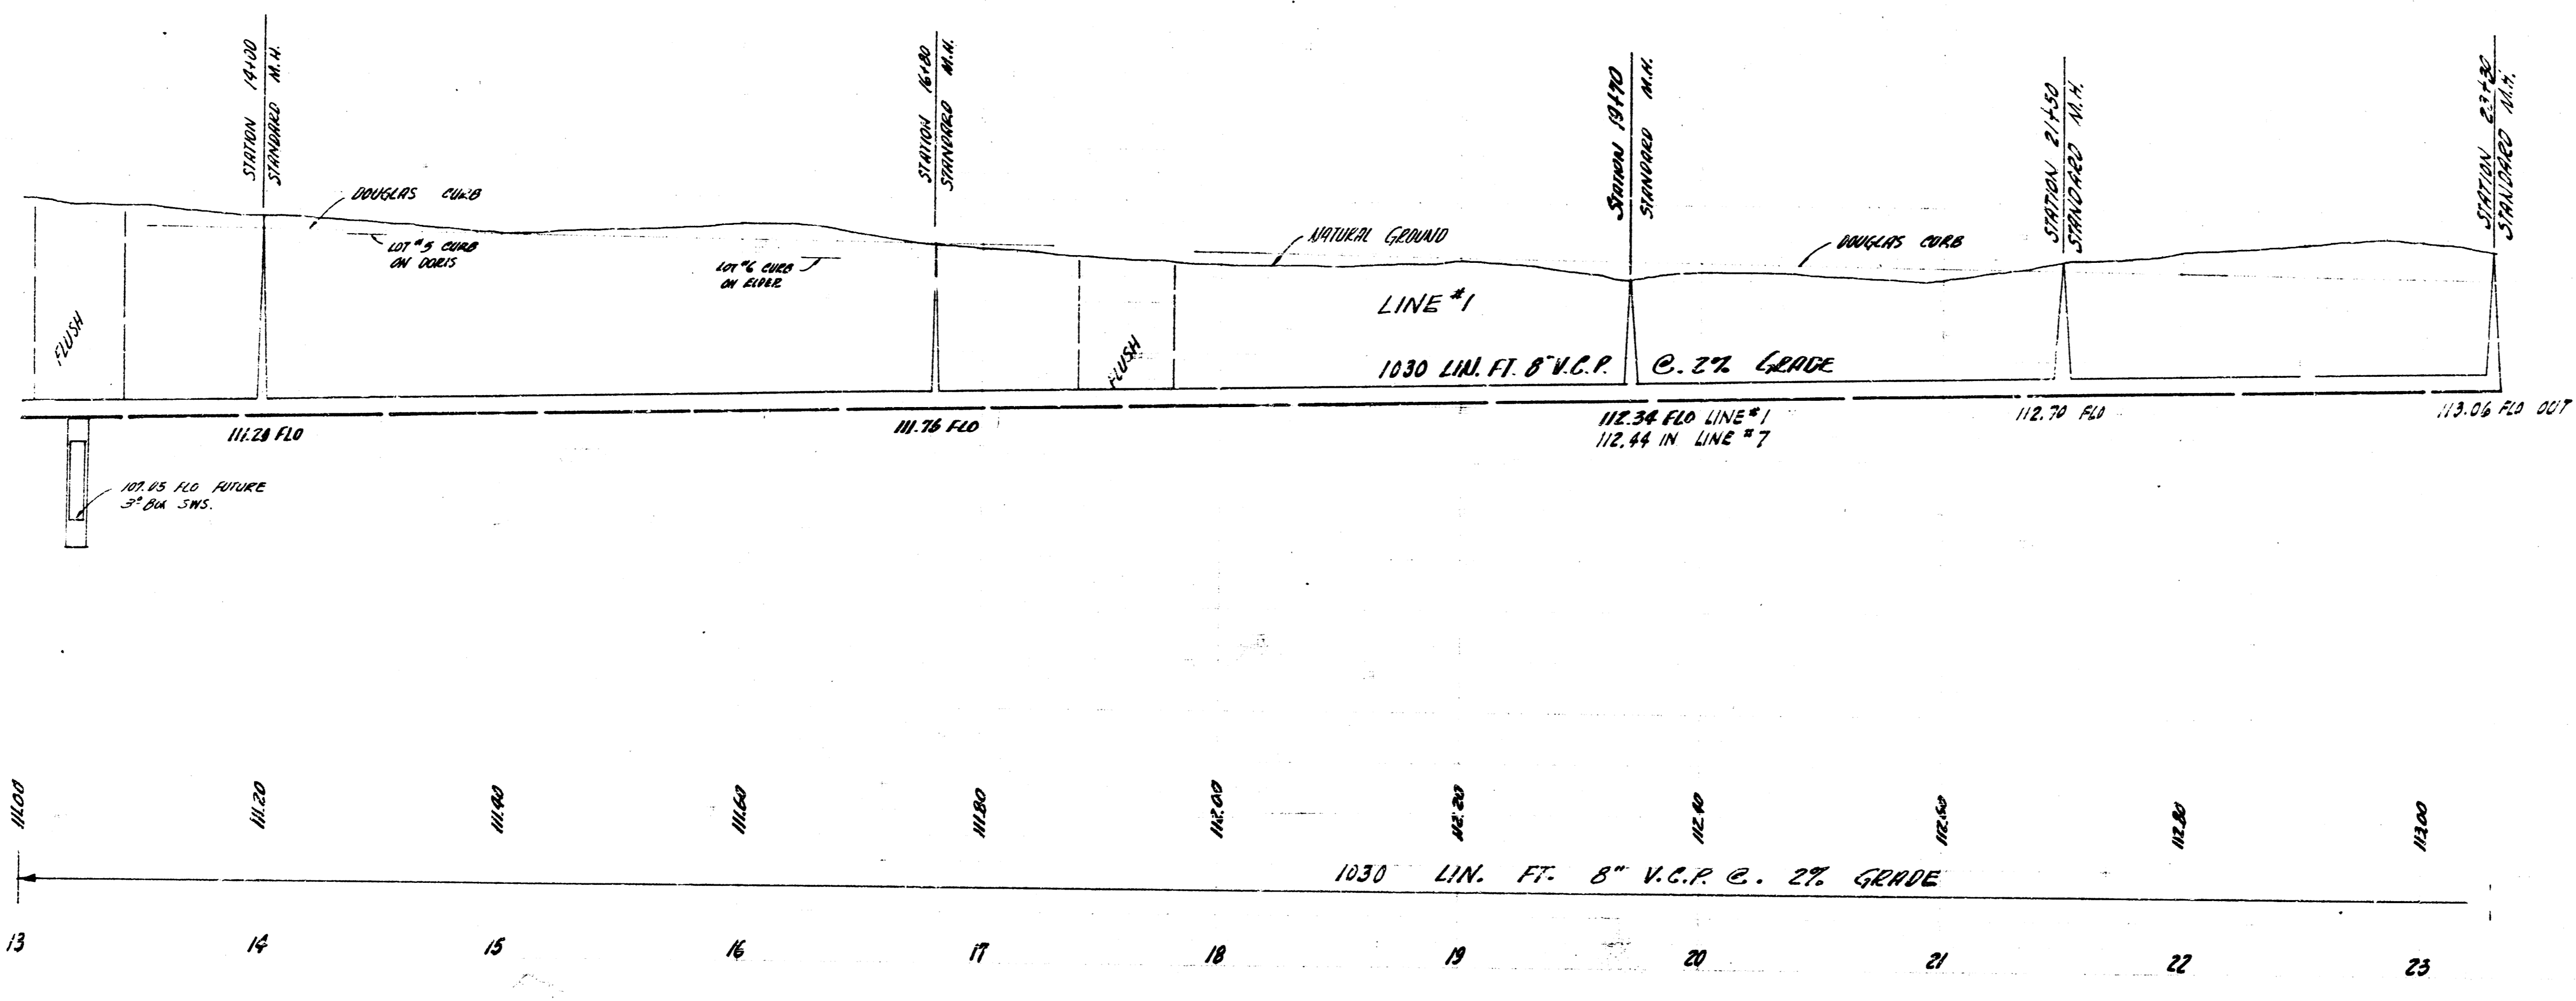 STATION 14+00
STANDARD M.H.
STATION 16+80
STANDARD M.H.
STATION 19+70
STANDARD M.H.
STATION 21+50
STANDARD M.H.
STATION 23+30
STANDARD M.H.
DOUGLAS CURB
LOT #5 CURB
ON DORIS
LOT #6 CURB
ON ELDER
NATURAL GROUND
DOUGLAS CURB
FLUSH
FLUSH
LINE #1
1030 LIN. FT. 8" V.C.P. @ .2% GRADE
111.20 FLO
111.76 FLO
112.34 FLO LINE #1
112.44 IN LINE #7
112.70 FLO
113.06 FLO OUT
FLO FUTURE
SWS.
111.00 111.20 111.40 111.60 111.80 112.00 112.20 112.40 112.60 112.80 113.00
1030 LIN. FT. 8" V.C.P. @ .2% GRADE
13 14 15 16 17 18 19 20 21 22 23